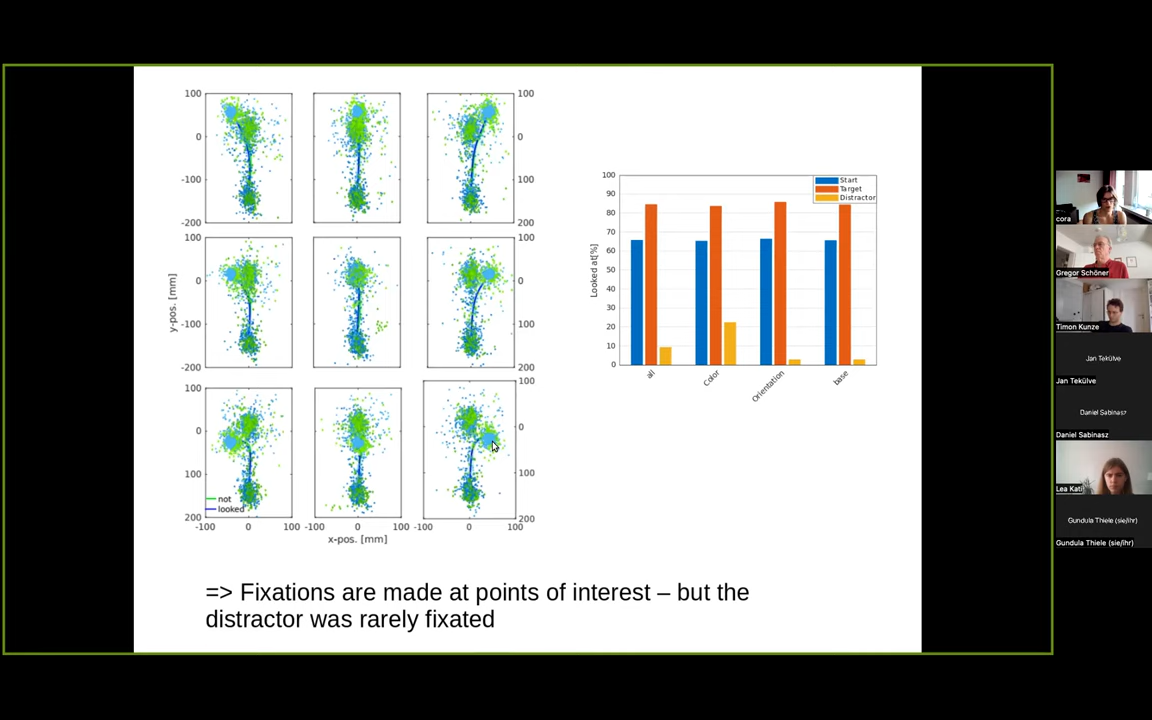 100
0
-100
-200
100
0
100
200
100
0
-100
-200
100
0
100
200
y-pos. [mm]
100
0
100
200
100
0
100
200
not
looked
-100 0 100 -100 0 100 -100 0 100
x-pos. [mm]
100
90
80
70
60
50
40
30
20
10
0
Looked at[%]
Start
Target
Distractor
all
Color
Orientation
base
=> Fixations are made at points of interest – but the
distractor was rarely fixated
cora
Gregor Schöner
Timon Kunze
Jan Tekülve
Jan Tekülve
Daniel Sabinasz
Daniel Sabinasz
Lea Kati
Gundula Thiele (sie/ihr)
Gundula Thiele (sie/ihr)